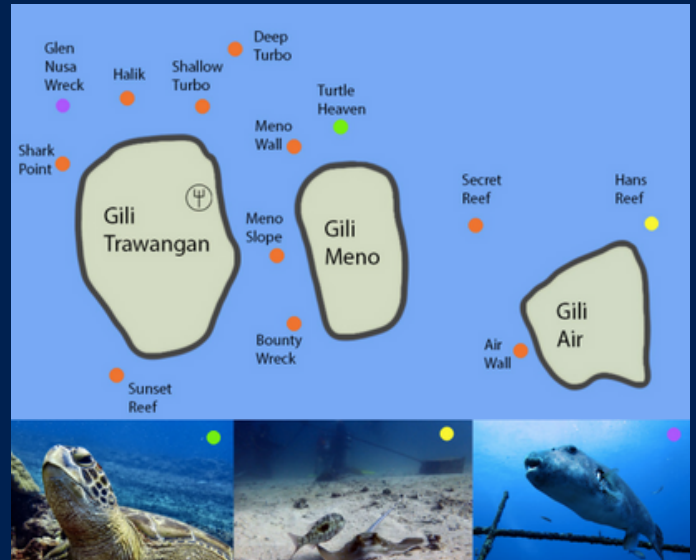 Glen
Nusa
Wreck
Halik
Shallow
Turbo
Deep
Turbo
Turtle
Heaven
Meno
Wall
Shark
Point
Secret
Reef
Hans
Reef
Gili
Trawangan
Meno
Slope
Gili
Meno
Gili
Air
Bounty
Wreck
Air
Wall
Sunset
Reef